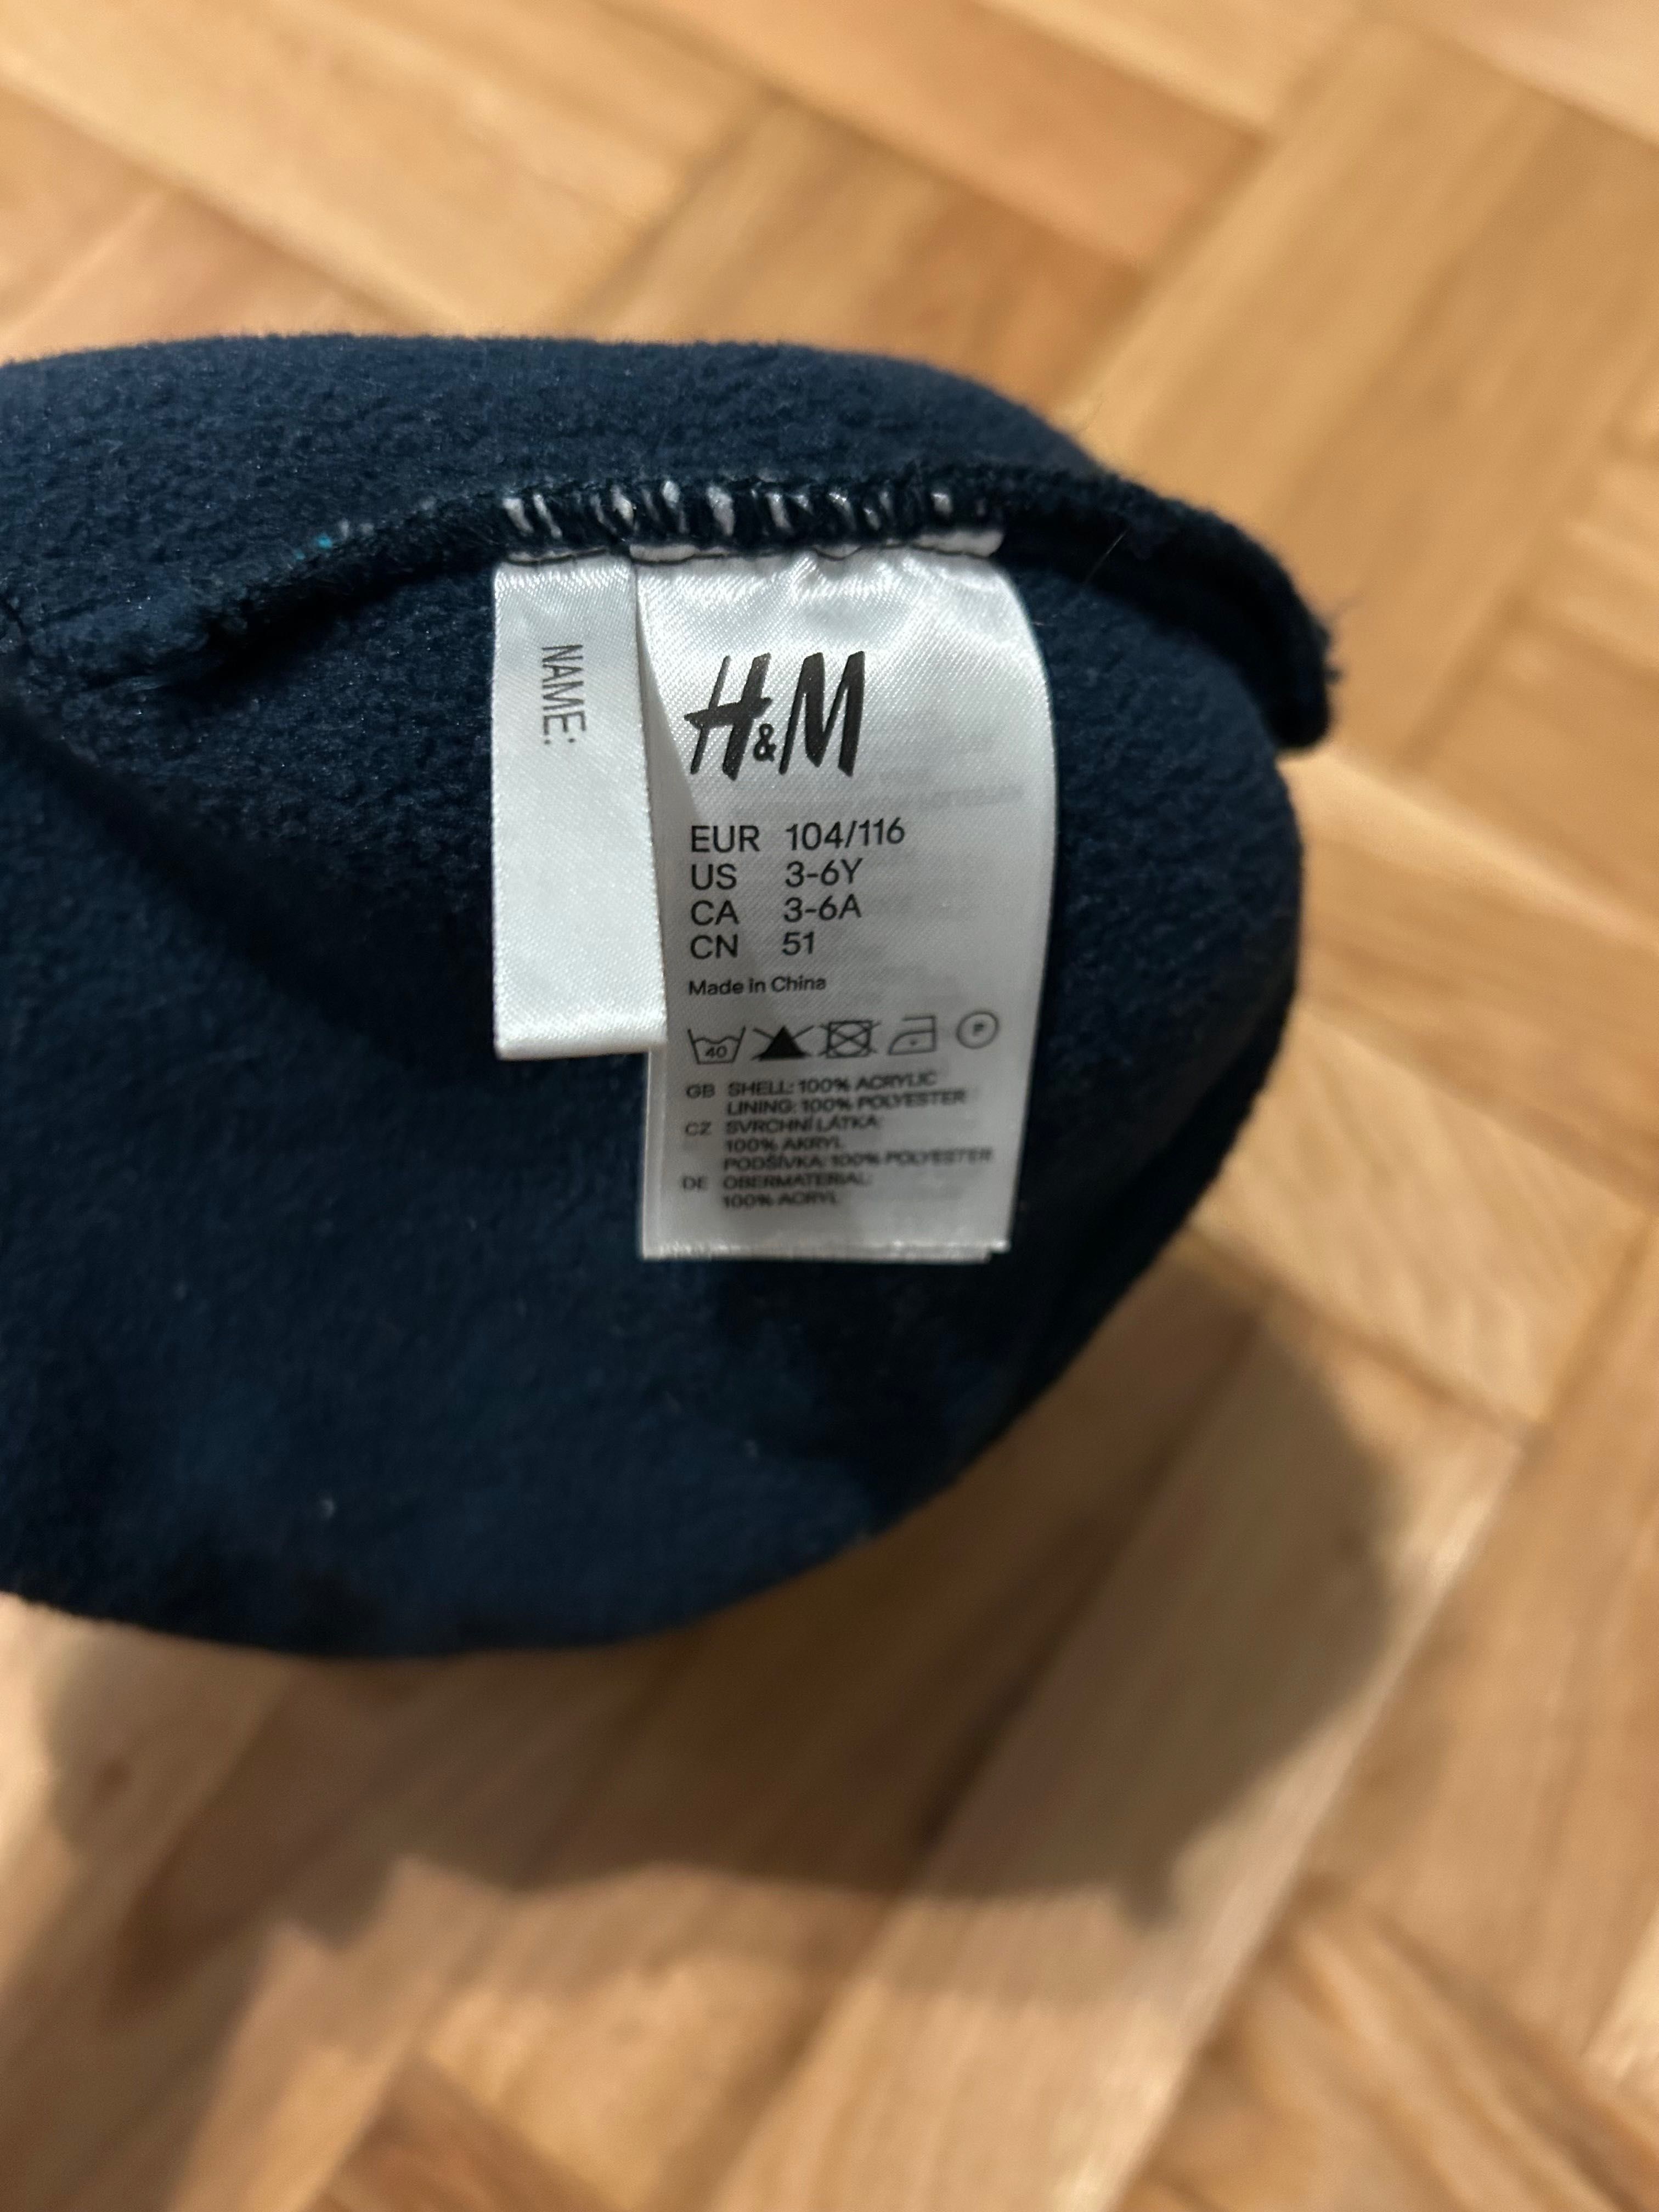 NAME:
H&M
EUR 104/116
US 3-6Y
CA 3-6A
CN 51
Made in China
40 P
GB SHELL: 100% ACRYLIC
LINING: 100% POLYESTER
CZ SVRCHNÍ LÁTKA:
100% AKRYL
PODŠÍVKA: 100% POLYESTER
DE OBERMATERIAL:
100% ACRYL